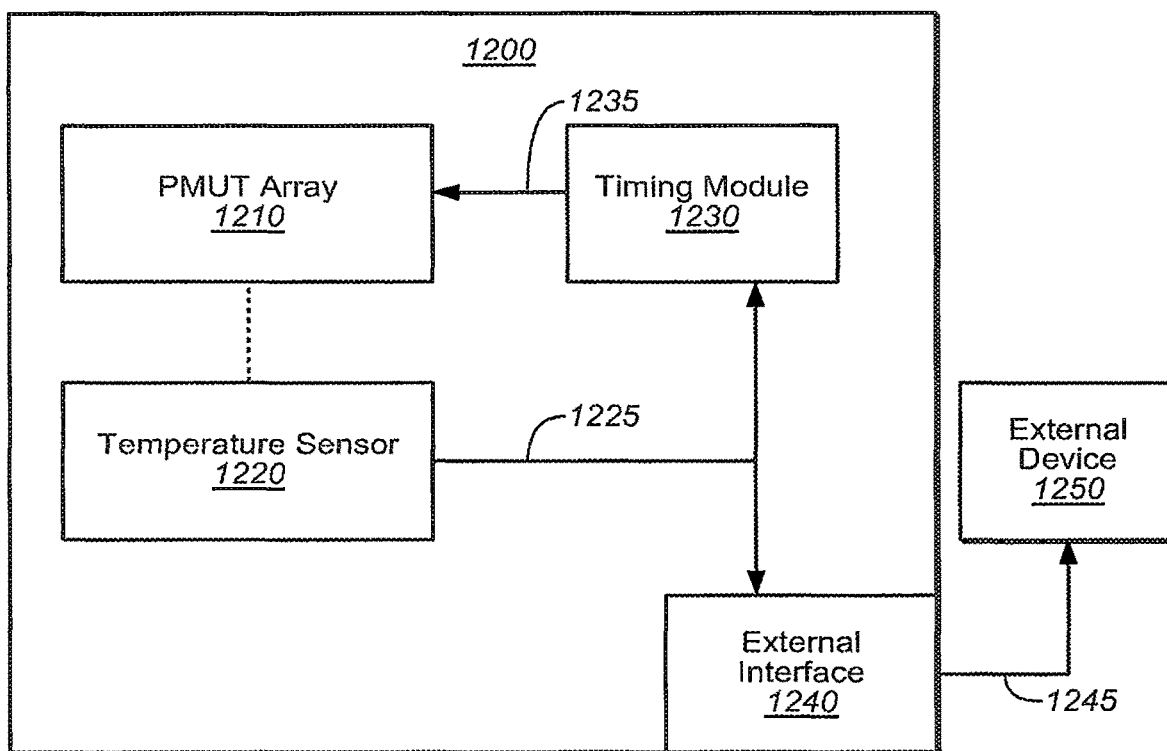 1200
1235
PMUT Array
1210
Timing Module
1230
1225
Temperature Sensor
1220
External
Device
1250
External
Interface
1240
1245